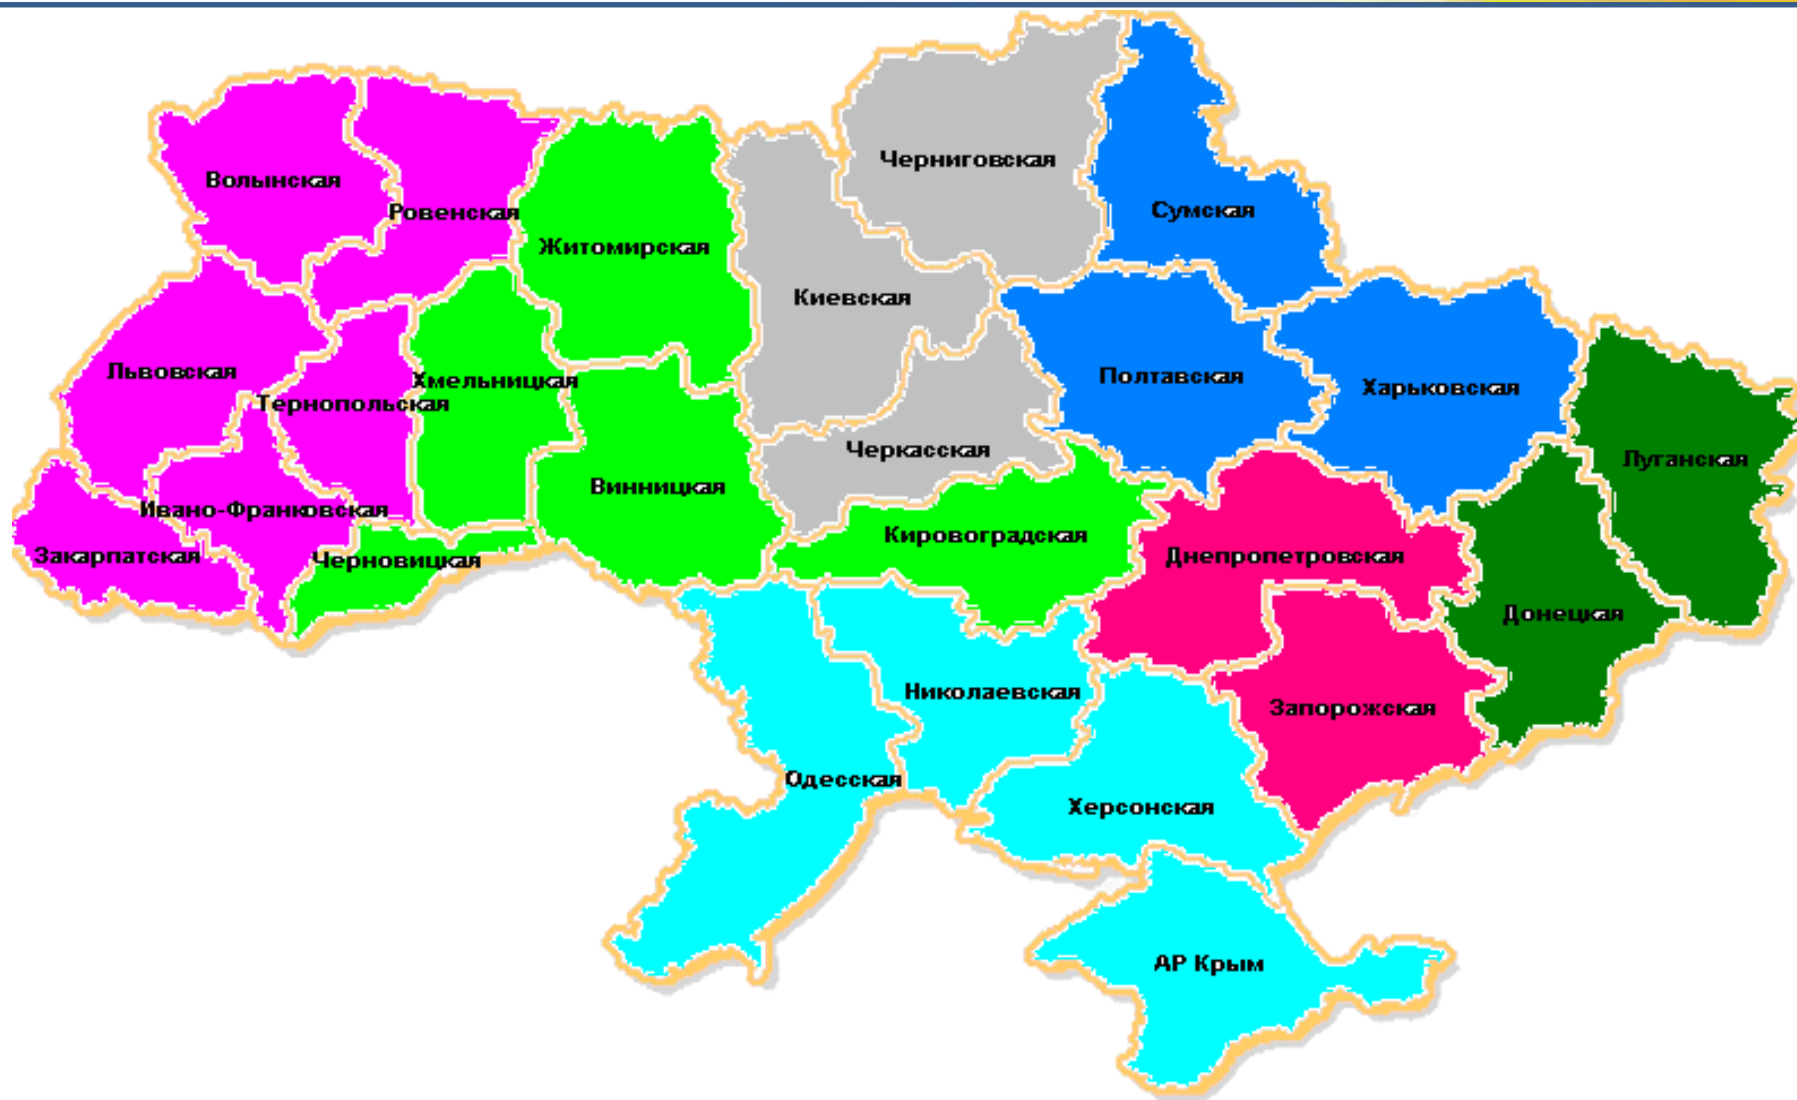 Черниговская
Волынская
Ровенская
Сумская
Житомирская
Киевская
Львовская
Хмельницкая
Полтавская
Харьковская
Тернопольская
Черкасская
Луганская
Винницкая
Ивано-Франковская
Кировоградская
Закарпатская
Черновицкая
Днепропетровская
Донецкая
Николаевская
Запорожская
Одесская
Херсонская
АР Крым